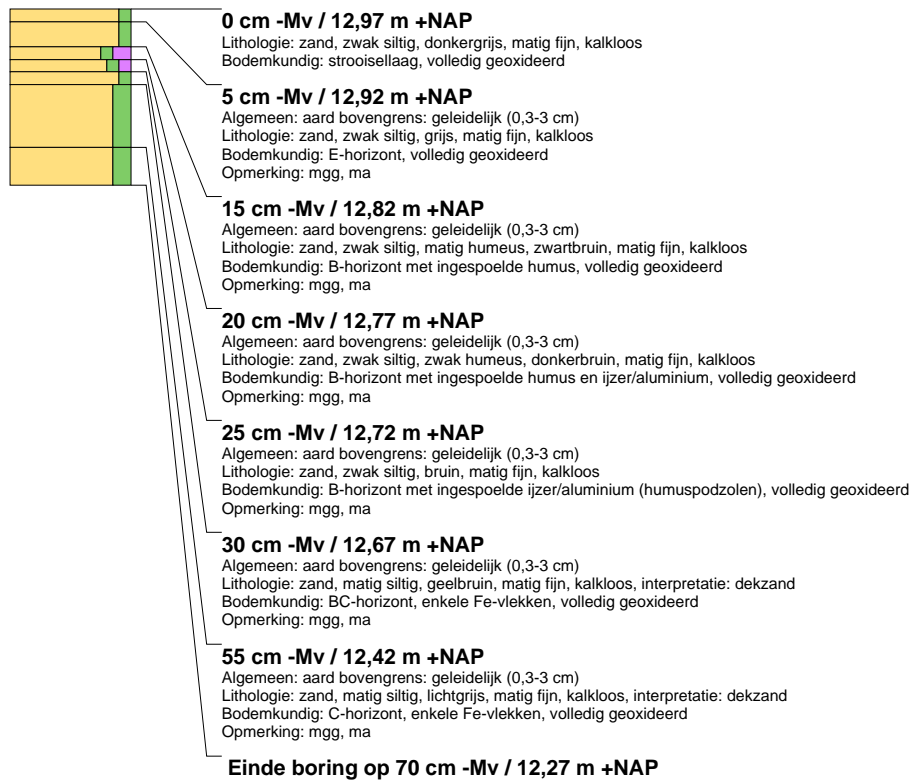 0 cm -Mv / 12,97 m +NAP
Lithologie: zand, zwak siltig, donkergrijs, matig fijn, kalkloos
Bodemkundig: strooisellaag, volledig geoxideerd
5 cm -Mv / 12,92 m +NAP
Algemeen: aard bovengrens: geleidelijk (0,3-3 cm)
Lithologie: zand, zwak siltig, grijs, matig fijn, kalkloos
Bodemkundig: E-horizont, volledig geoxideerd
Opmerking: mgg, ma
15 cm -Mv / 12,82 m +NAP
Algemeen: aard bovengrens: geleidelijk (0,3-3 cm)
Lithologie: zand, zwak siltig, matig humeus, zwartbruin, matig fijn, kalkloos
Bodemkundig: B-horizont met ingespoelde humus, volledig geoxideerd
Opmerking: mgg, ma
20 cm -Mv / 12,77 m +NAP
Algemeen: aard bovengrens: geleidelijk (0,3-3 cm)
Lithologie: zand, zwak siltig, zwak humeus, donkerbruin, matig fijn, kalkloos
Bodemkundig: B-horizont met ingespoelde humus en ijzer/aluminium, volledig geoxideerd
Opmerking: mgg, ma
25 cm -Mv / 12,72 m +NAP
Algemeen: aard bovengrens: geleidelijk (0,3-3 cm)
Lithologie: zand, zwak siltig, bruin, matig fijn, kalkloos
Bodemkundig: B-horizont met ingespoelde ijzer/aluminium (humuspodzolen), volledig geoxideerd
Opmerking: mgg, ma
30 cm -Mv / 12,67 m +NAP
Algemeen: aard bovengrens: geleidelijk (0,3-3 cm)
Lithologie: zand, matig siltig, geelbruin, matig fijn, kalkloos, interpretatie: dekzand
Bodemkundig: BC-horizont, enkele Fe-vlekken, volledig geoxideerd
Opmerking: mgg, ma
55 cm -Mv / 12,42 m +NAP
Algemeen: aard bovengrens: geleidelijk (0,3-3 cm)
Lithologie: zand, matig siltig, lichtgrijs, matig fijn, kalkloos, interpretatie: dekzand
Bodemkundig: C-horizont, enkele Fe-vlekken, volledig geoxideerd
Opmerking: mgg, ma
Einde boring op 70 cm -Mv / 12,27 m +NAP